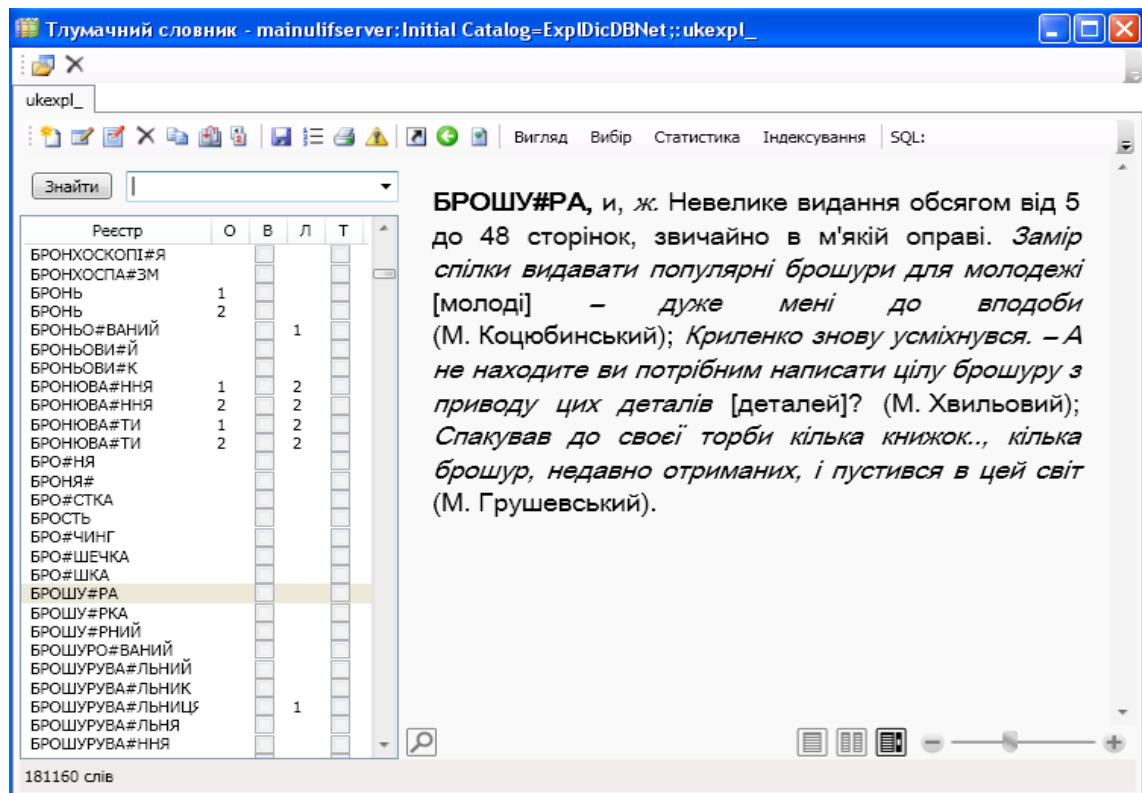 Тлумачний словник - mainulifserver:Initial Catalog=ExplDicDBNet;:ukexpl_
ukexpl_
Вигляд Вибір Статистика Індексування SQL:
Знайти
Реєстр О В Л Т
БРОНХОСКОПІ#Я
БРОНХОСПА#ЗМ
БРОНЬ 1
БРОНЬ 2
БРОНЬО#ВАНИЙ 1
БРОНЬОВИ#Й
БРОНЬОВИ#К
БРОНЮВА#ННЯ 1 2
БРОНЮВА#ННЯ 2 2
БРОНЮВА#ТИ 1 2
БРОНЮВА#ТИ 2 2
БРО#НЯ
БРОНЯ#
БРО#СТКА
БРОСТЬ
БРО#ЧИНГ
БРО#ШЕЧКА
БРО#ШКА
БРОШУ#РА
БРОШУ#РКА
БРОШУ#РНИЙ
БРОШУРО#ВАНИЙ
БРОШУРУВА#ЛЬНИЙ
БРОШУРУВА#ЛЬНИК
БРОШУРУВА#ЛЬНИЦЯ 1
БРОШУРУВА#ЛЬНЯ
БРОШУРУВА#ННЯ
БРОШУ#РА, и, ж. Невелике видання обсягом від 5
до 48 сторінок, звичайно в м'якій оправі. Замір
спілки видавати популярні брошури для молодежі
[молоді] – дуже мені до вподоби
(М. Коцюбинський); Криленко знову усміхнувся. – А
не находите ви потрібним написати цілу брошуру з
приводу цих деталів [деталей]? (М. Хвильовий);
Спакував до своєї торби кілька книжок.., кілька
брошур, недавно отриманих, і пустився в цей світ
(М. Грушевський).
181160 слів